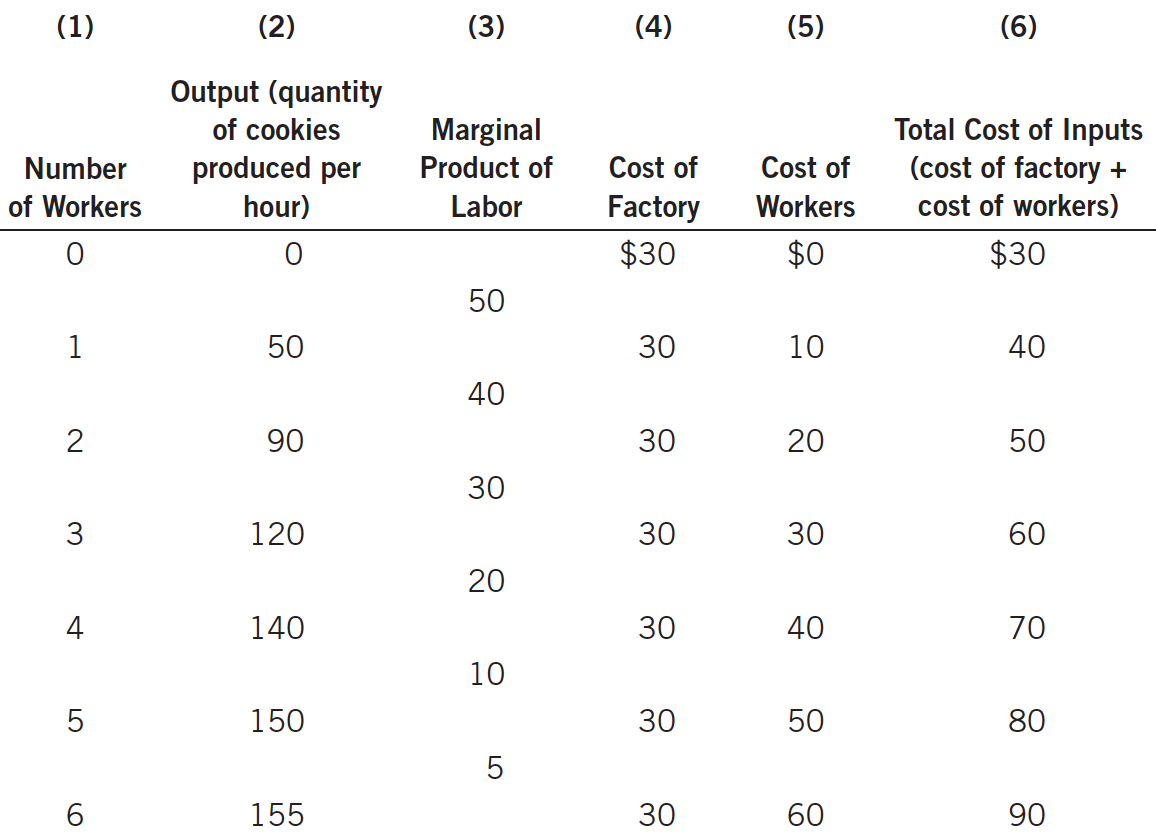 (1) (2) (3) (4) (5) (6)
Output (quantity
of cookies Marginal Total Cost of Inputs
Number produced per Product of Cost of Cost of (cost of factory +
of Workers hour) Labor Factory Workers cost of workers)
0 0 $30 $0 $30
50
1 50 30 10 40
40
2 90 30 20 50
30
3 120 30 30 60
20
4 140 30 40 70
10
5 150 30 50 80
5
6 155 30 60 90